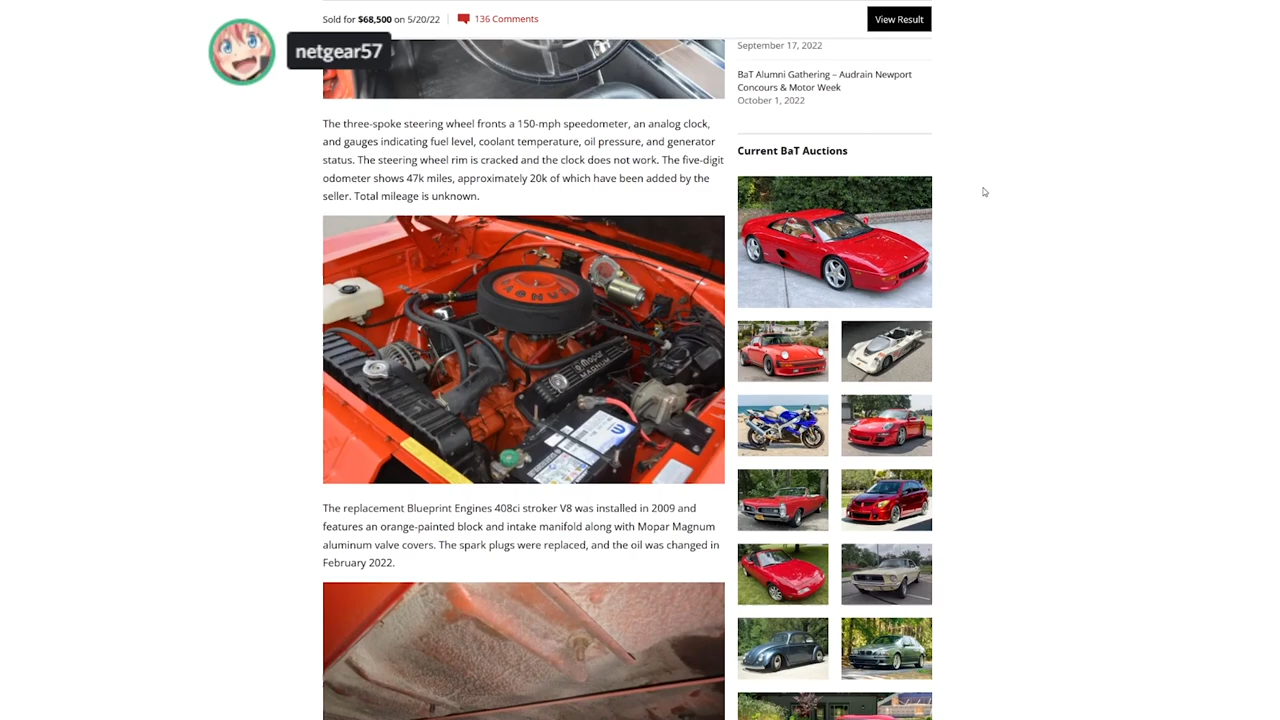 Sold for $68,500 on 5/20/22
136 Comments
View Result
netgear57
September 17, 2022
BaT Alumni Gathering – Audrain Newport
Concours & Motor Week
October 1, 2022
The three-spoke steering wheel fronts a 150-mph speedometer, an analog clock,
and gauges indicating fuel level, coolant temperature, oil pressure, and generator
status. The steering wheel rim is cracked and the clock does not work. The five-digit
odometer shows 47k miles, approximately 20k of which have been added by the
seller. Total mileage is unknown.
Current BaT Auctions
MAGNUM
Mopar
MAGNUM
The replacement Blueprint Engines 408ci stroker V8 was installed in 2009 and
features an orange-painted block and intake manifold along with Mopar Magnum
aluminum valve covers. The spark plugs were replaced, and the oil was changed in
February 2022.